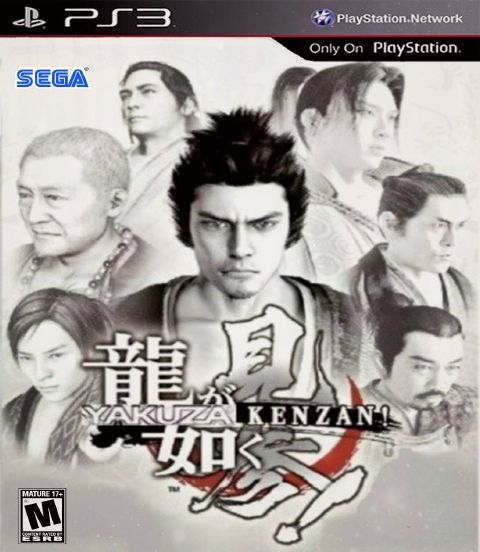 PS3
PlayStation®Network
Only On PlayStation®
SEGA®
龍が
見
YAKUZA KENZAN!
如く
参!
TM
MATURE 17+
M
CONTENT RATED BY
ESRB